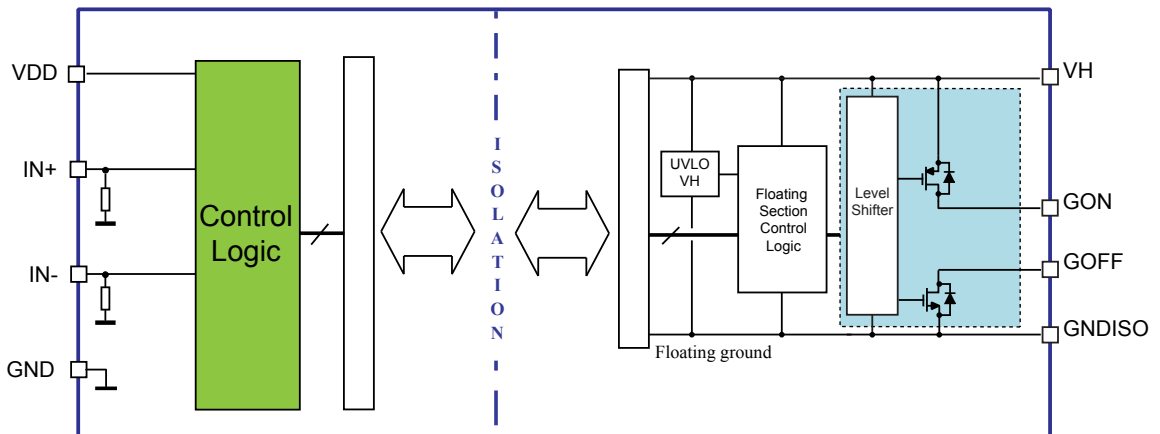 VDD
IN+
IN-
GND
Control
Logic
ISOLATION
UVLO
VH
Floating
Section
Control
Logic
Level
Shifter
Floating ground
VH
GON
GOFF
GNDISO